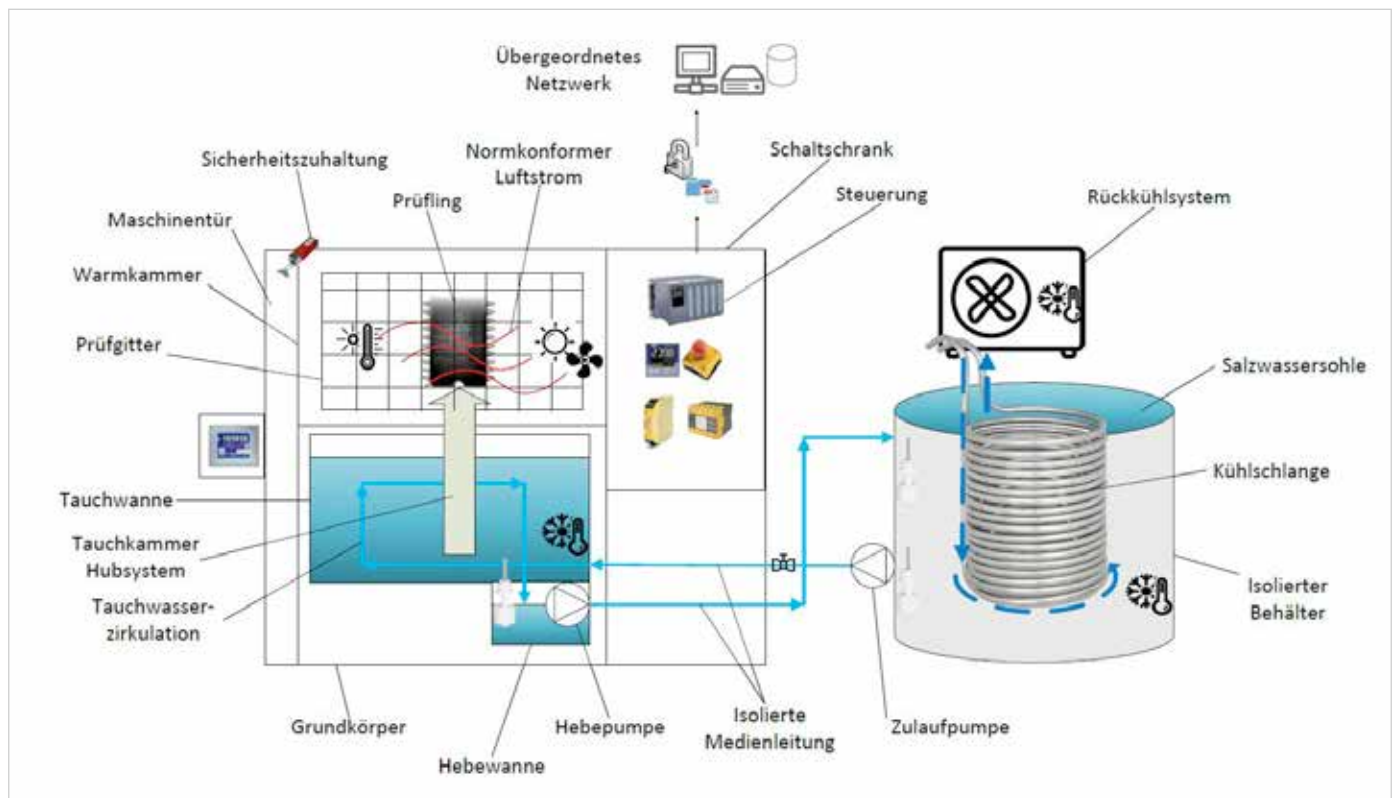 Übergeordnetes
Netzwerk
Sicherheitszuhaltung
Normkonformer
Luftstrom
Schaltschrank
Prüfling
Steuerung
Rückkühlsystem
Maschinentür
Warmkammer
Prüfgitter
Salzwassersohle
Kühlschlange
Tauchwanne
Tauchkammer
Hubsystem
Tauchwasser-
zirkulation
Isolierter
Behälter
Grundkörper
Hebepumpe
Isolierte
Medienleitung
Zulaufpumpe
Hebewanne